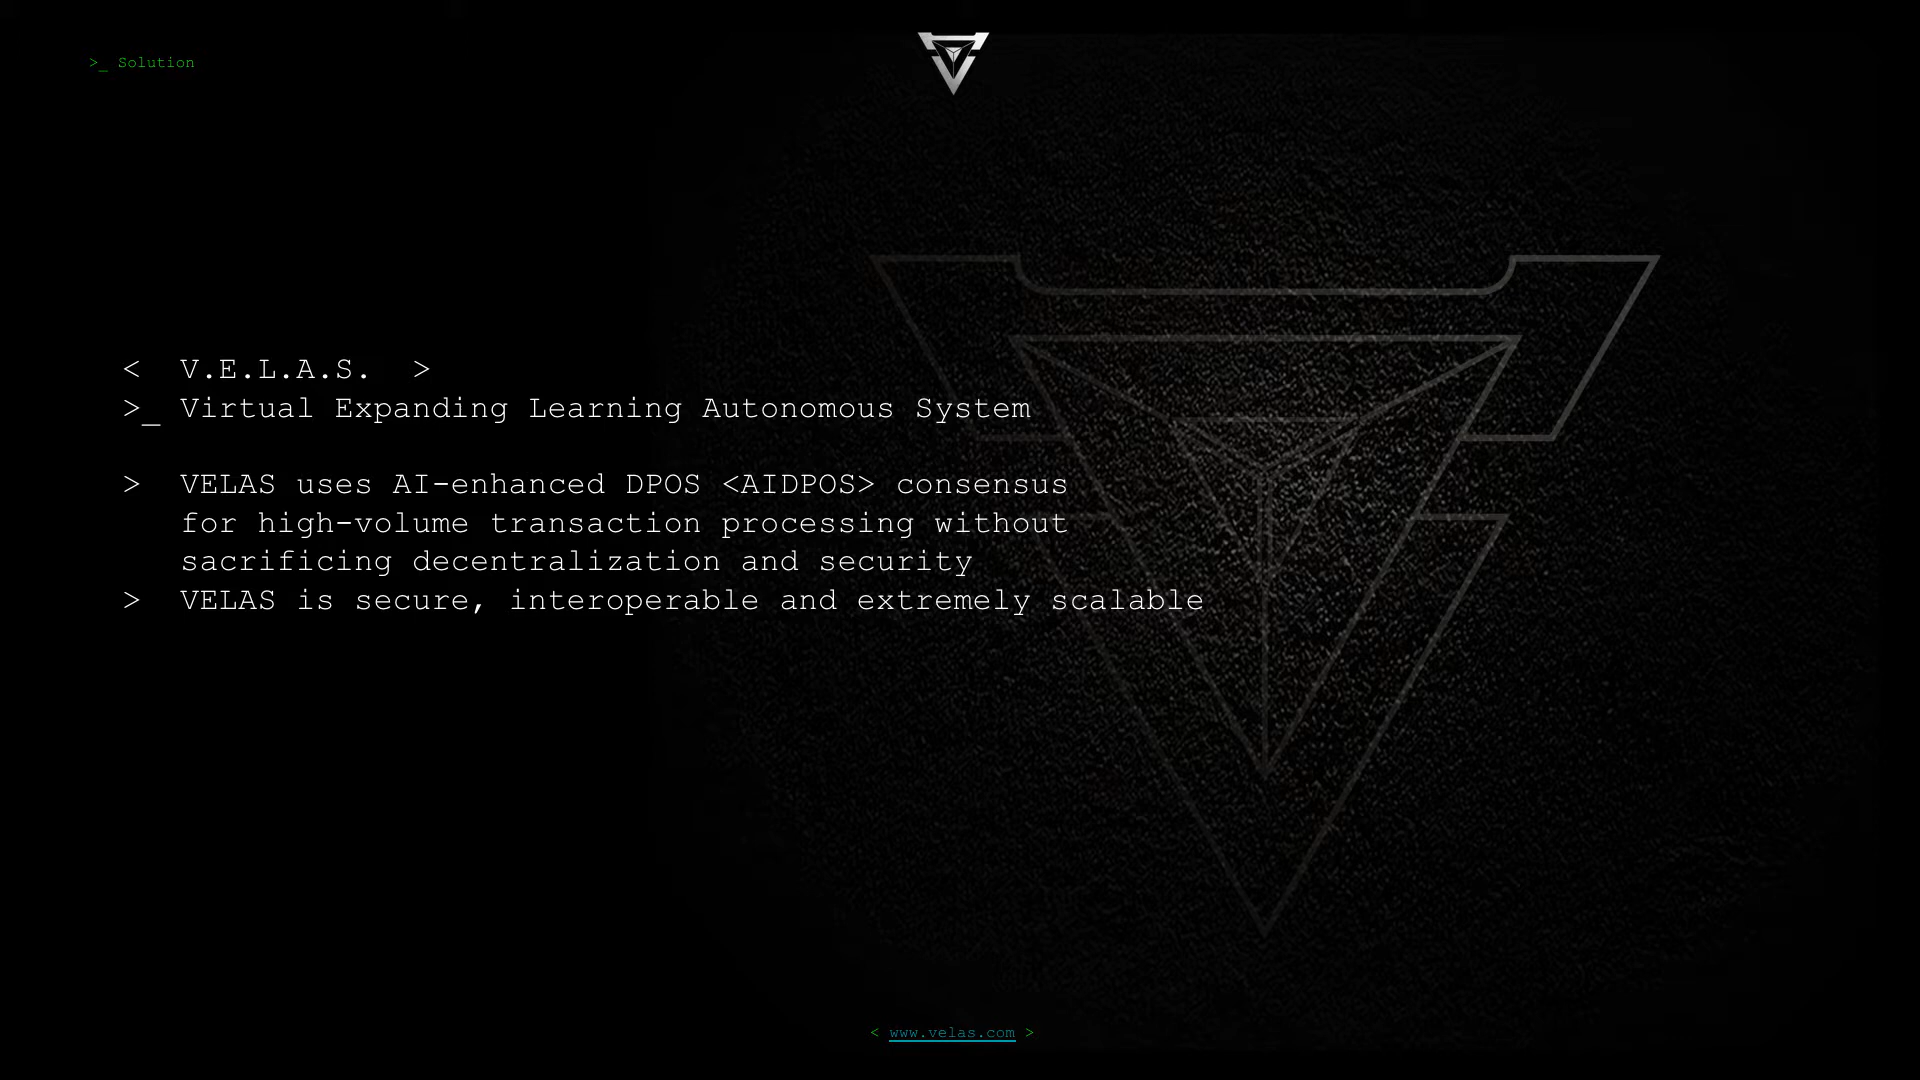 >_ Solution
< V.E.L.A.S. >
>_ Virtual Expanding Learning Autonomous System
> VELAS uses AI-enhanced DPOS <AIDPOS> consensus
for high-volume transaction processing without
sacrificing decentralization and security
> VELAS is secure, interoperable and extremely scalable
< www.velas.com >